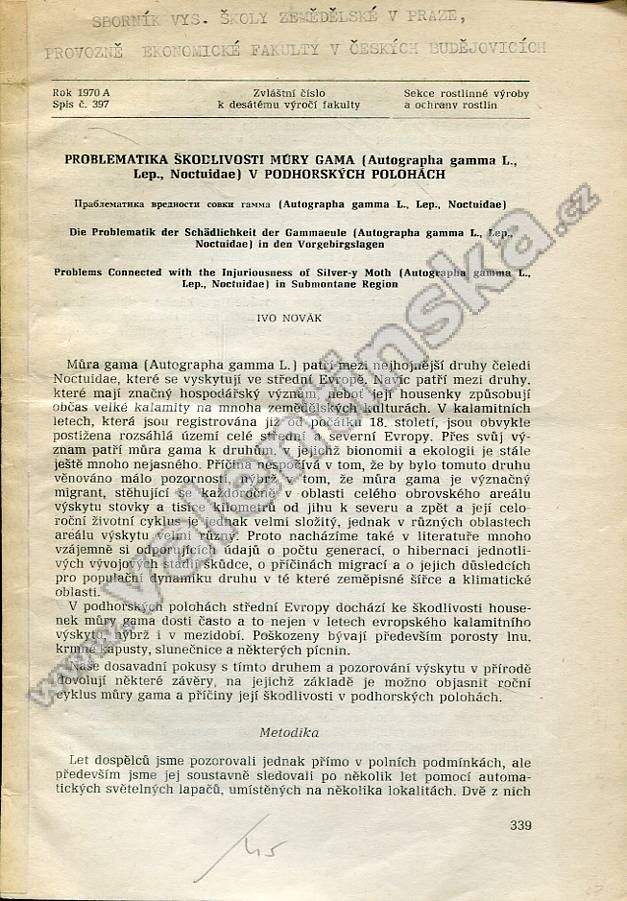 SBORNÍK VYS. ŠKOLY ZEMĚDĚLSKÉ V PRAZE,
PROVOZNĚ EKONOMICKÉ FAKULTY V ČESKÝCH BUDĚJOVICÍCH
Rok 1970 A
Spis č. 397
Zvláštní číslo
k desátému výročí fakulty
Sekce rostlinné výroby
a ochrany rostlin
PROBLEMATIKA ŠKODLIVOSTI MŮRY GAMA (Autographa gamma L.,
Lep., Noctuidae) V PODHORSKÝCH POLOHÁCH
Праблематика вредности совки гамма (Autographa gamma L., Lep., Noctuidae)
Die Problematik der Schädlichkeit der Gammaeule (Autographa gamma L., Lep.,
Noctuidae) in den Vorgebirgslagen
Problems Connected with the Injuriousness of Silver-y Moth (Autographa gamma L.,
Lep., Noctuidae) in Submontane Region
IVO NOVÁK
Můra gama (Autographa gamma L.) patří mezi nejhojnější druhy čeledi
Noctuidae, které se vyskytují ve střední Evropě. Navíc patří mezi druhy,
které mají značný hospodářský význam, neboť její housenky způsobují
občas velké kalamity na mnoha zemědělských kulturách. V kalamitních
letech, která jsou registrována již od počátku 18. století, jsou obvykle
postižena rozsáhlá území celé střední a severní Evropy. Přes svůj vý-
znam patří můra gama k druhům, v jejichž bionomii a ekologii je stále
ještě mnoho nejasného. Příčina nespočívá v tom, že by bylo tomuto druhu
věnováno málo pozornosti, nýbrž v tom, že můra gama je význačný
migrant, stěhující se každoročně v oblasti celého obrovského areálu
výskytu stovky a tisíce kilometrů od jihu k severu a zpět a její celo-
roční životní cyklus je jednak velmi složitý, jednak v různých oblastech
areálu výskytu velmi různý. Proto nacházíme také v literatuře mnoho
vzájemně si odporujících údajů o počtu generací, o hibernaci jednotli-
vých vývojových stadií škůdce, o příčinách migrací a o jejich důsledcích
pro populační dynamiku druhu v té které zeměpisné šířce a klimatické
oblasti.
V podhorských polohách střední Evropy dochází ke škodlivosti house-
nek můry gama dosti často a to nejen v letech evropského kalamitního
výskytu, nýbrž i v mezidobí. Poškozeny bývají především porosty lnu,
krmné kapusty, slunečnice a některých pícnin.
Naše dosavadní pokusy s tímto druhem a pozorování výskytu v přírodě
dovolují některé závěry, na jejichž základě je možno objasnit roční
cyklus můry gama a příčiny její škodlivosti v podhorských polohách.
Metodika
Let dospělců jsme pozorovali jednak přímo v polních podmínkách, ale
především jsme jej soustavně sledovali po několik let pomocí automa-
tických světelných lapačů, umístěných na několika lokalitách. Dvě z nich
339
www.valentinska.cz